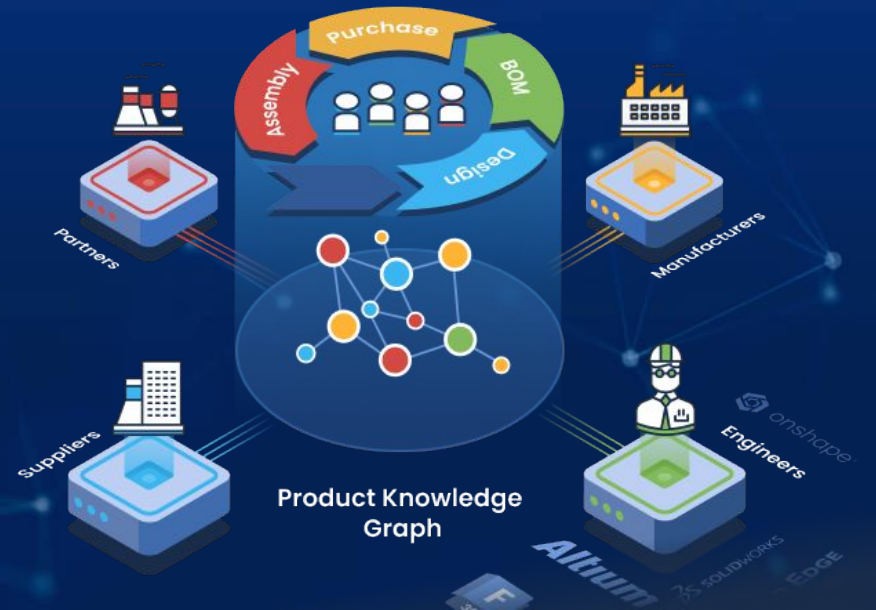 Purchase
Assembly
BOM
Design
Partners
Manufacturers
Suppliers
Engineers
onshape
Product Knowledge
Graph
Altium
SOLIDWORKS
EDGE
F